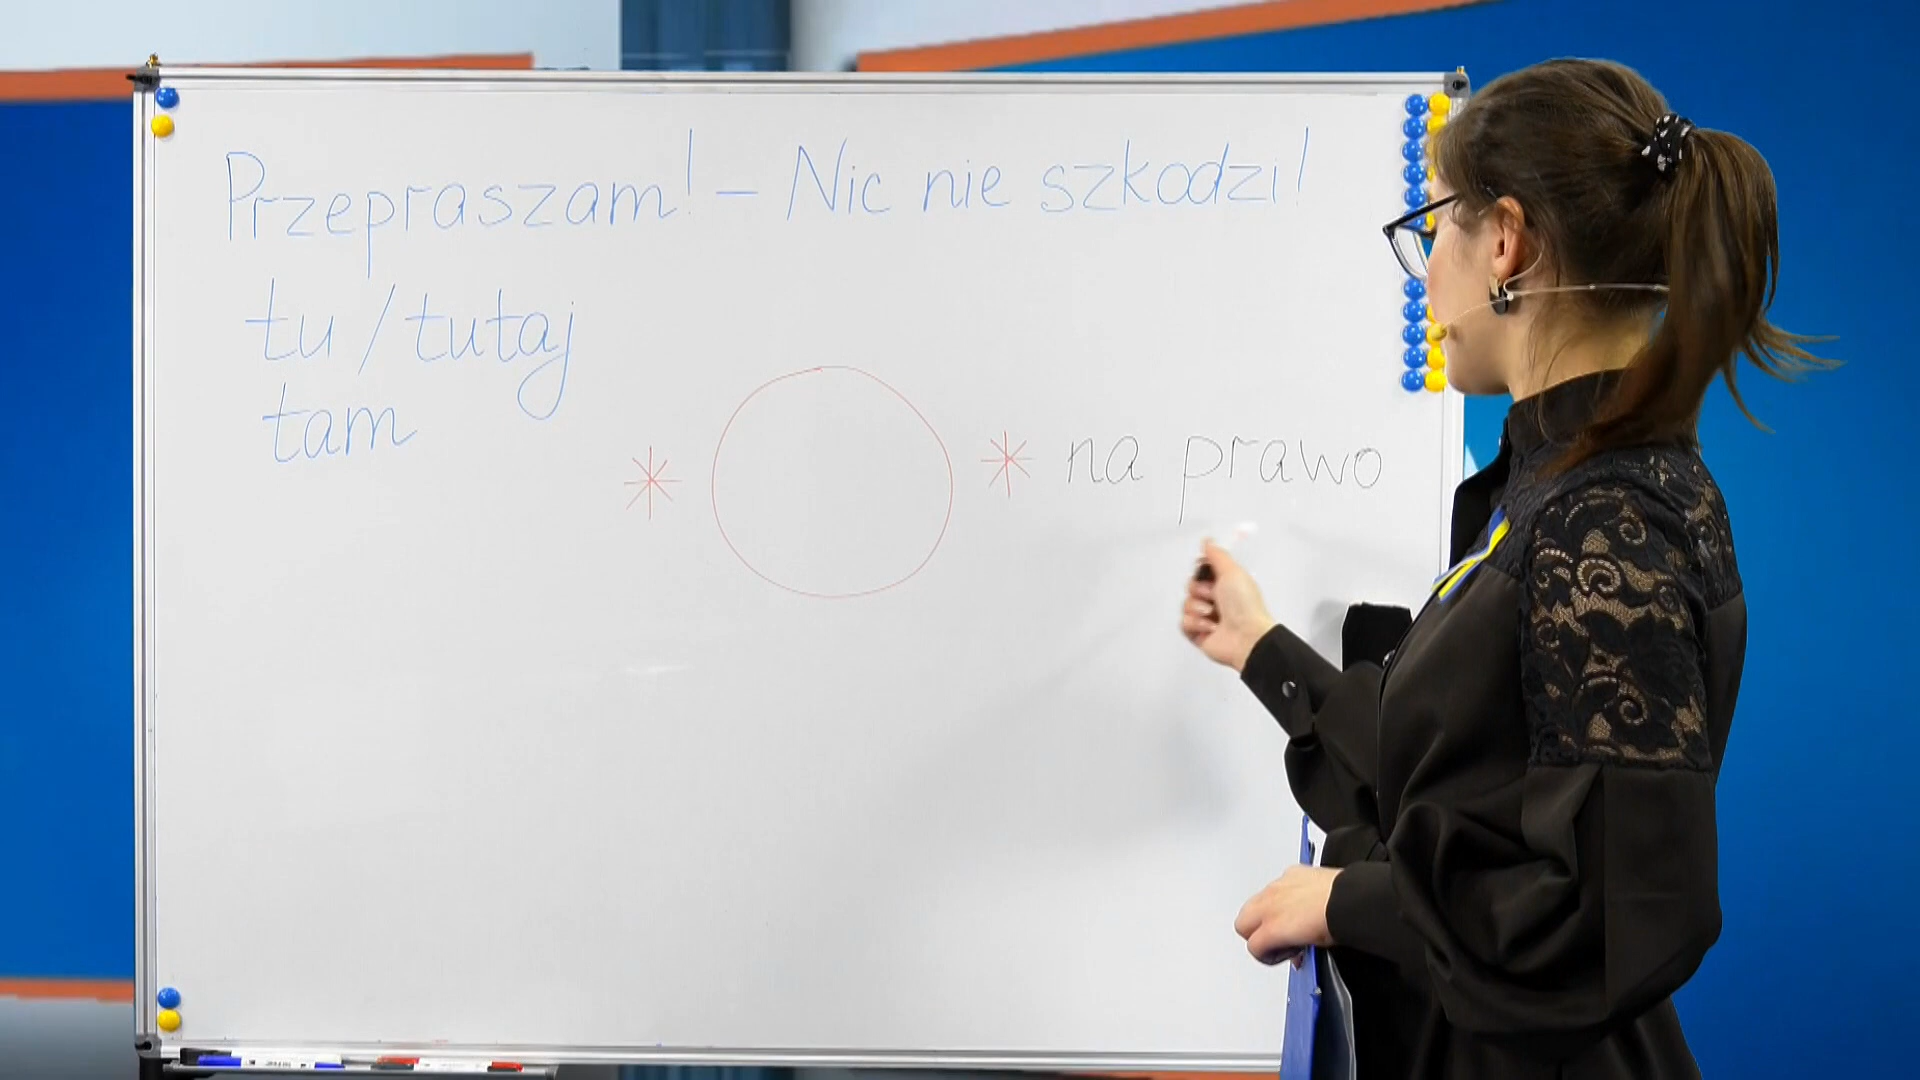 Przepraszam! – Nic nie szkodzi!
tu / tutaj
tam
* * na prawo